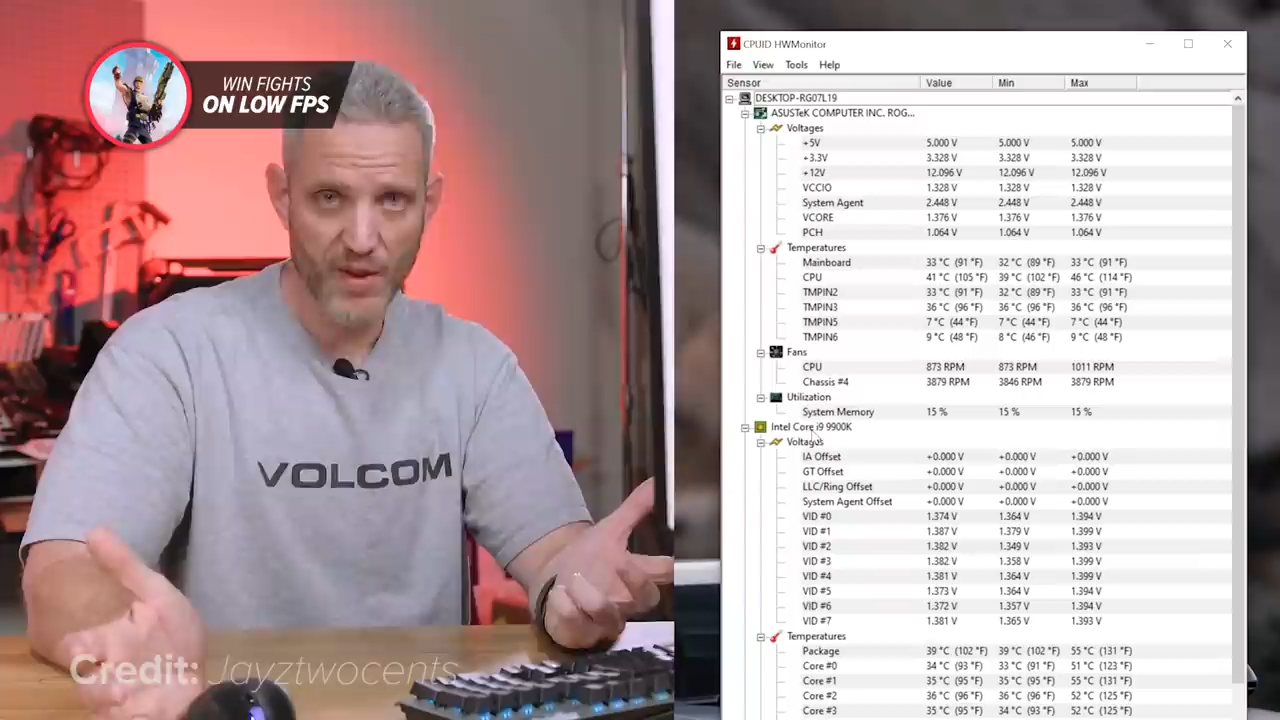 WIN FIGHTS
ON LOW FPS
VOLCOM
Credit: Jayztwocents
CPUID HWMonitor
File View Tools Help
Sensor Value Min Max
DESKTOP-RG07L19
ASUSTeK COMPUTER INC. ROG...
Voltages
+5V 5.000 V 5.000 V 5.000 V
+3.3V 3.328 V 3.328 V 3.328 V
+12V 12.096 V 12.096 V 12.096 V
VCCIO 1.328 V 1.328 V 1.328 V
System Agent 2.448 V 2.448 V 2.448 V
VCORE 1.376 V 1.376 V 1.376 V
PCH 1.064 V 1.064 V 1.064 V
Temperatures
Mainboard 33 °C (91 °F) 32 °C (89 °F) 33 °C (91 °F)
CPU 41 °C (105 °F) 39 °C (102 °F) 46 °C (114 °F)
TMPIN2 33 °C (91 °F) 32 °C (89 °F) 33 °C (91 °F)
TMPIN3 36 °C (96 °F) 36 °C (96 °F) 36 °C (96 °F)
TMPIN5 7 °C (44 °F) 7 °C (44 °F) 7 °C (44 °F)
TMPIN6 9 °C (48 °F) 8 °C (46 °F) 9 °C (48 °F)
Fans
CPU 873 RPM 873 RPM 1011 RPM
Chassis #4 3879 RPM 3846 RPM 3879 RPM
Utilization
System Memory 15 % 15 % 15 %
Intel Core i9 9900K
Voltages
IA Offset +0.000 V +0.000 V +0.000 V
GT Offset +0.000 V +0.000 V +0.000 V
LLC/Ring Offset +0.000 V +0.000 V +0.000 V
System Agent Offset +0.000 V +0.000 V +0.000 V
VID #0 1.374 V 1.364 V 1.394 V
VID #1 1.387 V 1.379 V 1.399 V
VID #2 1.382 V 1.349 V 1.393 V
VID #3 1.382 V 1.358 V 1.399 V
VID #4 1.381 V 1.364 V 1.399 V
VID #5 1.373 V 1.364 V 1.394 V
VID #6 1.372 V 1.357 V 1.394 V
VID #7 1.381 V 1.365 V 1.393 V
Temperatures
Package 39 °C (102 °F) 39 °C (102 °F) 55 °C (131 °F)
Core #0 34 °C (93 °F) 33 °C (91 °F) 51 °C (123 °F)
Core #1 35 °C (95 °F) 35 °C (95 °F) 55 °C (131 °F)
Core #2 36 °C (96 °F) 36 °C (96 °F) 52 °C (125 °F)
Core #3 35 °C (95 °F) 34 °C (93 °F) 52 °C (125 °F)